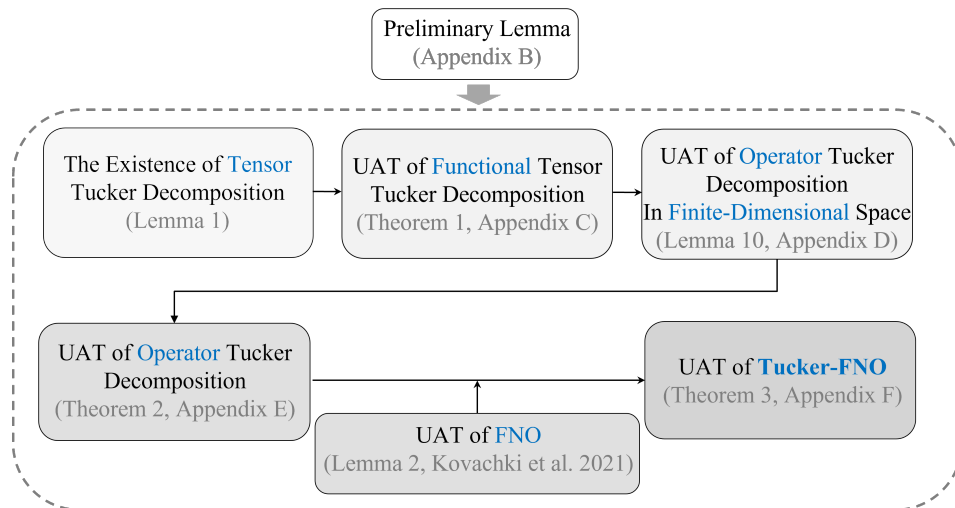 Preliminary Lemma
(Appendix B)
The Existence of Tensor
Tucker Decomposition
(Lemma 1)
UAT of Functional Tensor
Tucker Decomposition
(Theorem 1, Appendix C)
UAT of Operator Tucker
Decomposition
In Finite-Dimensional Space
(Lemma 10, Appendix D)
UAT of Operator Tucker
Decomposition
(Theorem 2, Appendix E)
UAT of FNO
(Lemma 2, Kovachki et al. 2021)
UAT of Tucker-FNO
(Theorem 3, Appendix F)